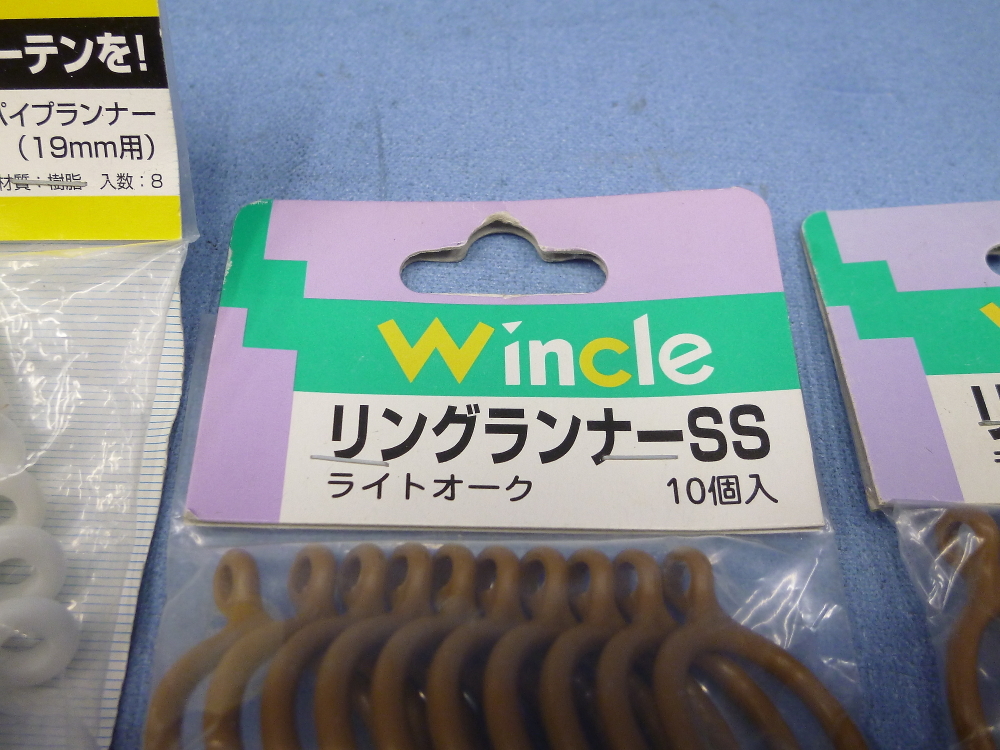 ーテンを!
パイプランナー
(19mm用)
材質：樹脂 入数：8
Wincle
リングランナーSS
ライトオーク 10個入